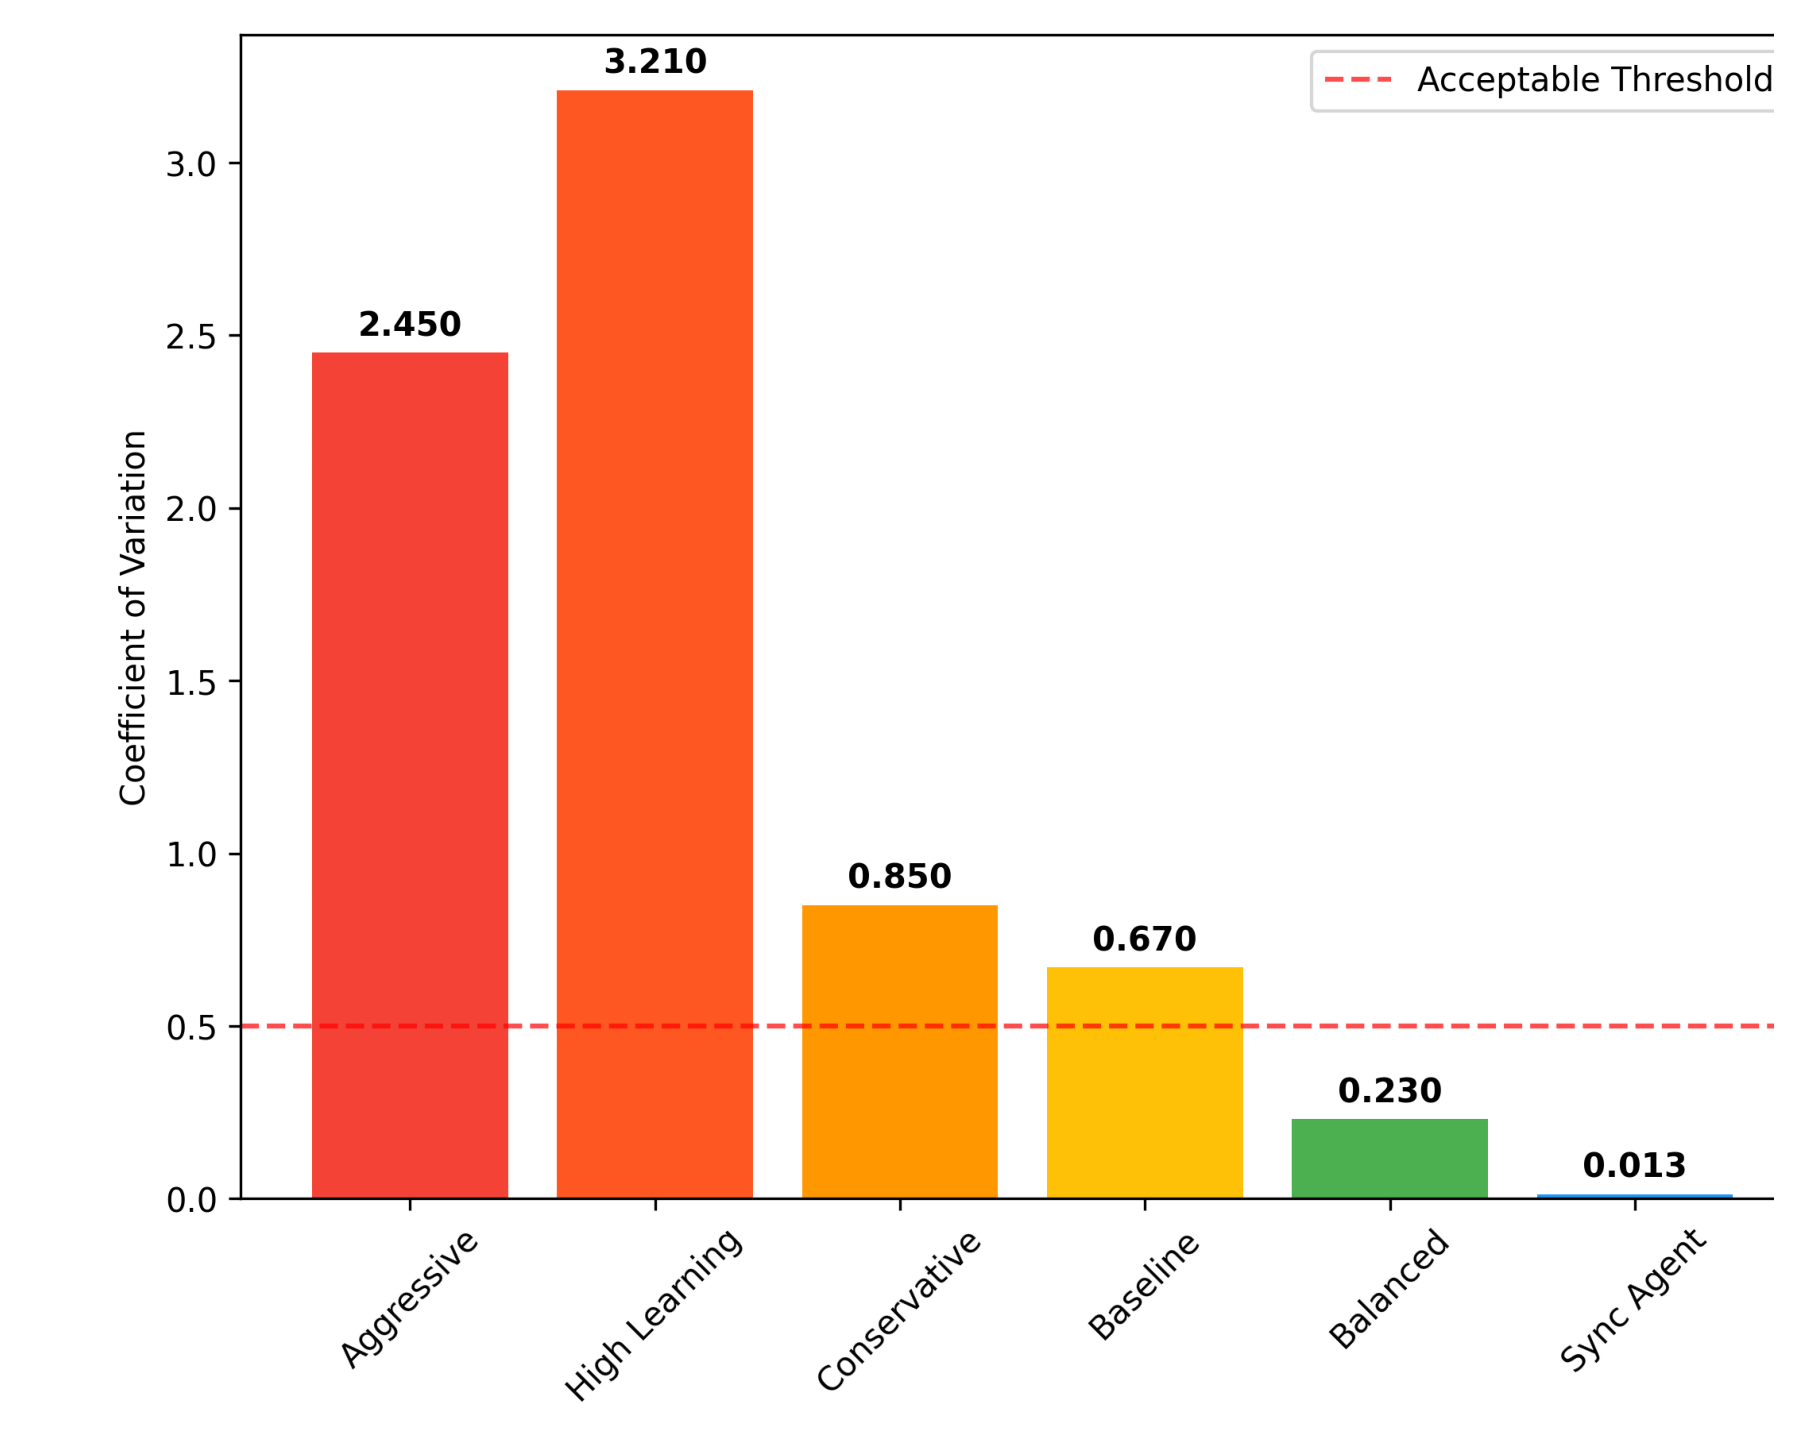 3.210
Acceptable Threshold
3.0
2.450
2.5
2.0
Coefficient of Variation
1.5
1.0
0.850
0.670
0.5
0.230
0.013
0.0
Aggressive
High Learning
Conservative
Baseline
Balanced
Sync Agent